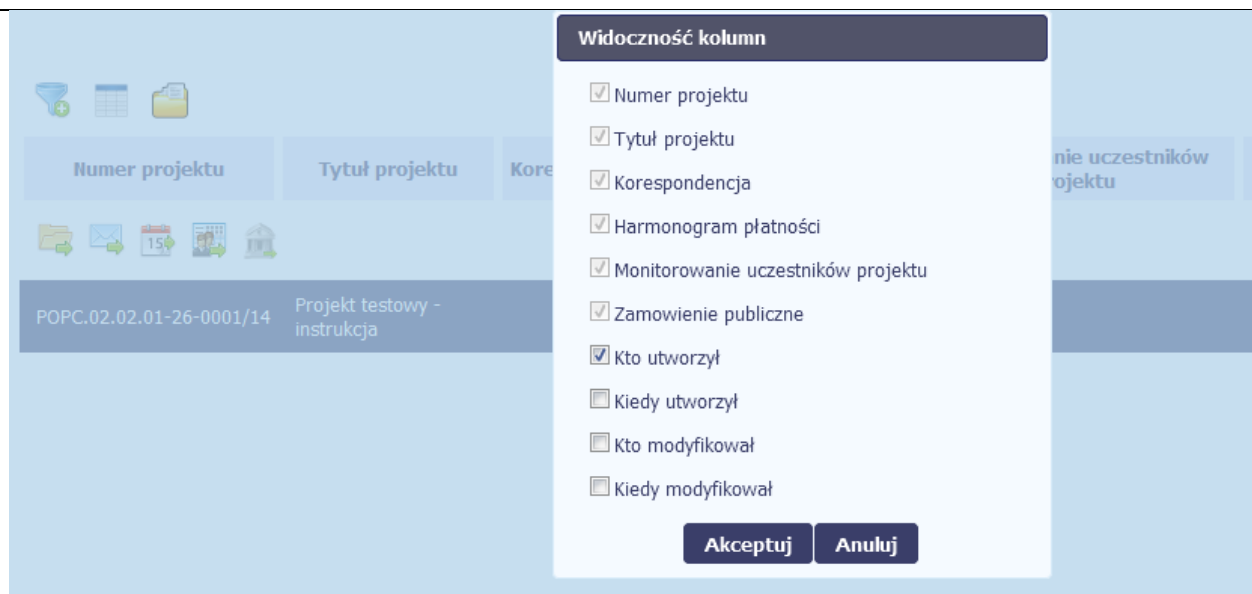 Widoczność kolumn
Numer projektu
Tytuł projektu
Korespondencja
Harmonogram płatności
Monitorowanie uczestników projektu
Zamowienie publiczne
Kto utworzył
Kiedy utworzył
Kto modyfikował
Kiedy modyfikował
Akceptuj Anuluj
Numer projektu Tytuł projektu Kore nie uczestników
ojektu
15
POPC.02.02.01-26-0001/14 Projekt testowy -
instrukcja